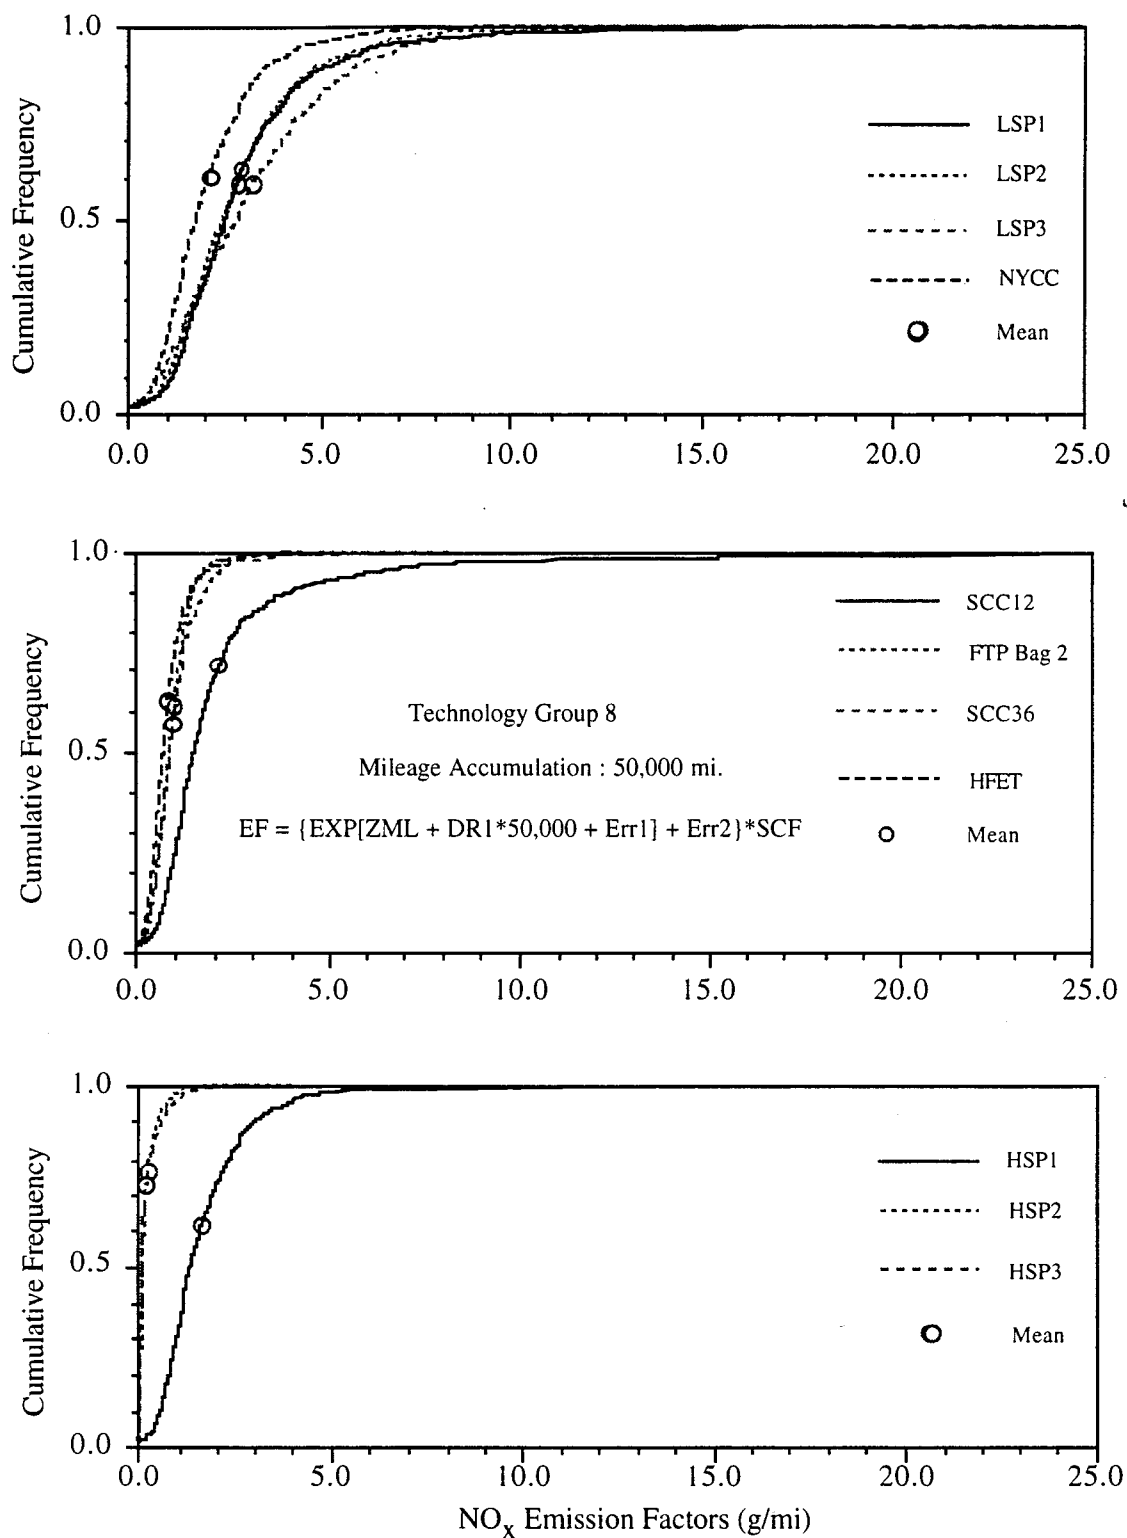 1.0
0.5
0.0
Cumulative Frequency
LSP1
LSP2
LSP3
NYCC
Mean
0.0 5.0 10.0 15.0 20.0 25.0
1.0
0.5
0.0
Cumulative Frequency
SCC12
FTP Bag 2
SCC36
HFET
Mean
Technology Group 8
Mileage Accumulation : 50,000 mi.
EF = {EXP[ZML + DR1*50,000 + Err1] + Err2}*SCF
0.0 5.0 10.0 15.0 20.0 25.0
1.0
0.5
0.0
Cumulative Frequency
HSP1
HSP2
HSP3
Mean
0.0 5.0 10.0 15.0 20.0 25.0
NOx Emission Factors (g/mi)